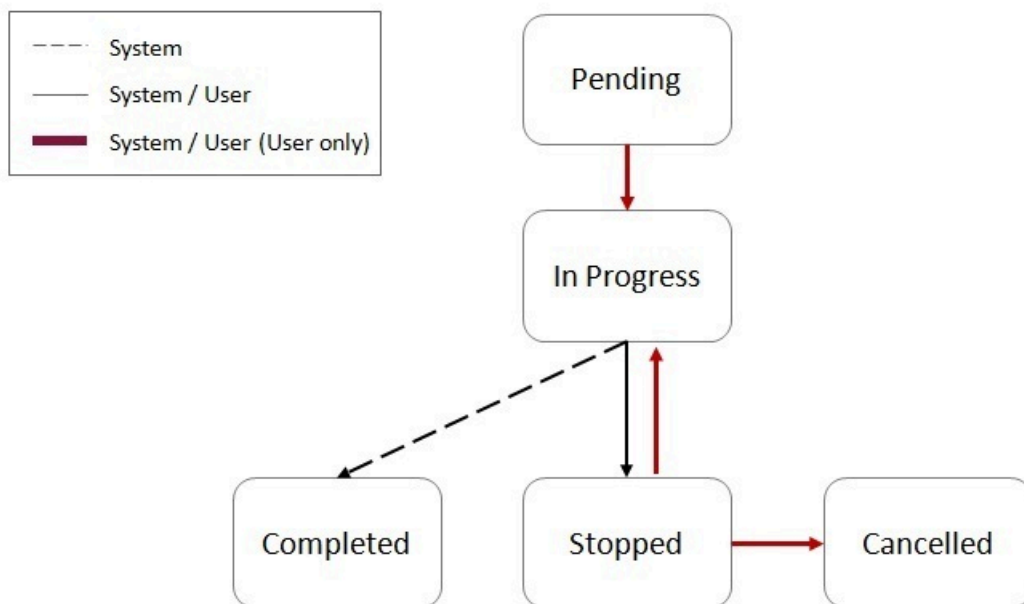 System
System / User
System / User (User only)
Pending
In Progress
Completed
Stopped
Cancelled